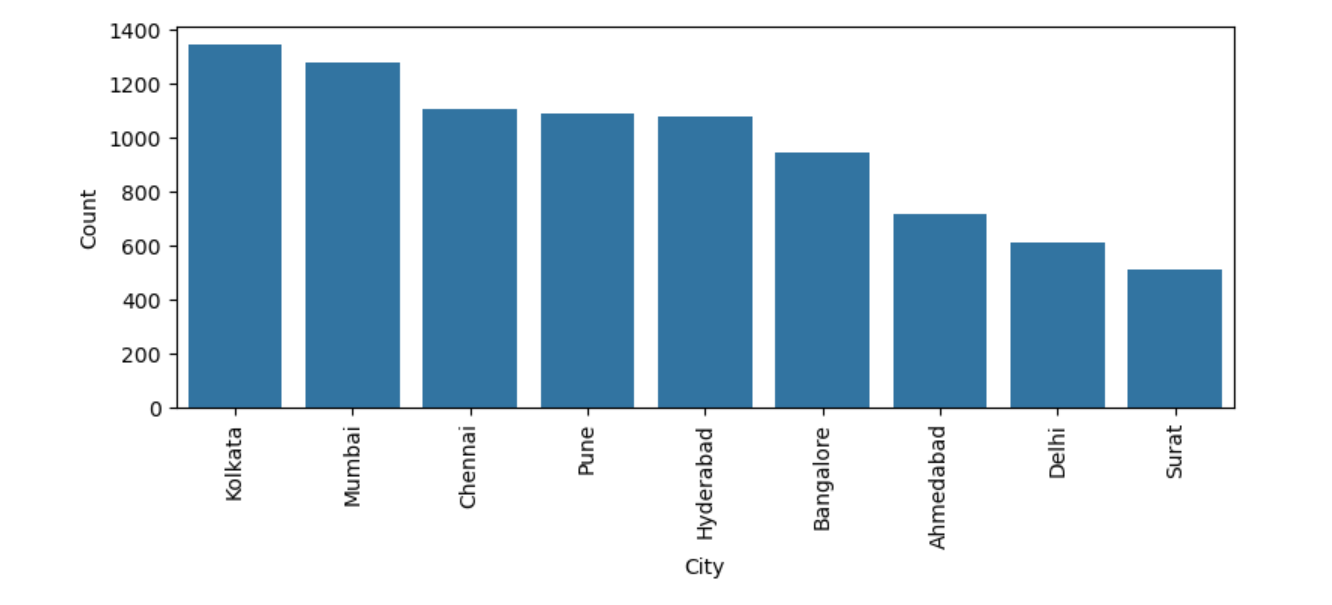 1400
1200
1000
800
600
400
200
0
Count
Kolkata
Mumbai
Chennai
Pune
Hyderabad
Bangalore
Ahmedabad
Delhi
Surat
City